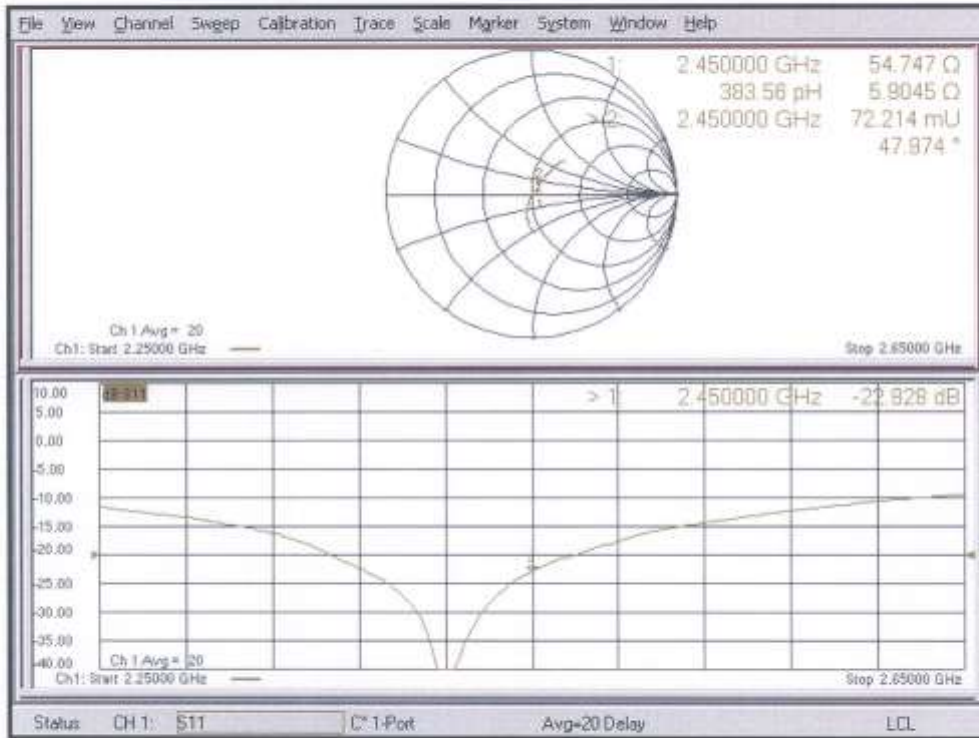 File View Channel Sweep Calibration Trace Scale Marker System Window Help
1: 2.450000 GHz 54.747 Ω
383.56 pH 5.9045 Ω
> 2: 2.450000 GHz 72.214 mU
47.974 °
Ch 1 Avg = 20
Ch1: Start 2.25000 GHz Stop 2.65000 GHz
10.00 dB S11 > 1: 2.450000 GHz -22.828 dB
5.00
0.00
-5.00
-10.00
-15.00
-20.00
-25.00
-30.00
-35.00
-40.00 Ch 1 Avg = 20
Ch1: Start 2.25000 GHz Stop 2.65000 GHz
Status CH 1: S11 C* 1-Port Avg=20 Delay LCL